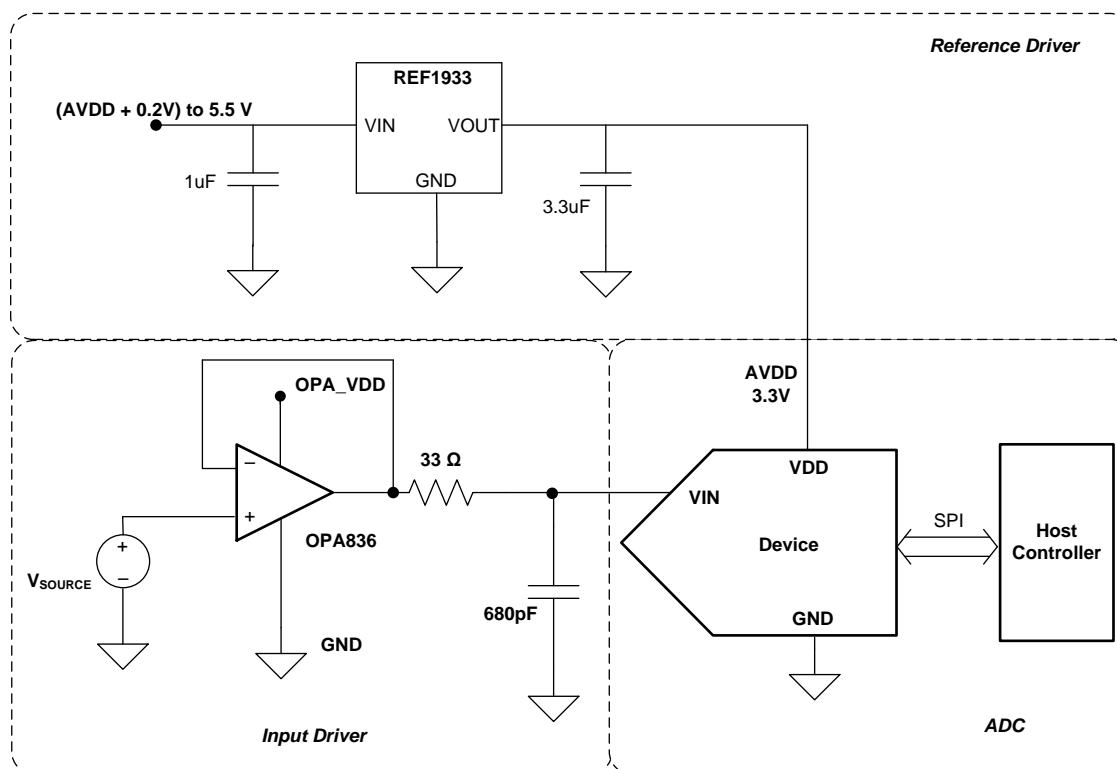 Reference Driver
REF1933
(AVDD + 0.2V) to 5.5 V
VIN
VOUT
GND
1uF
3.3uF
AVDD
3.3V
OPA_VDD
33 Ω
−
+
OPA836
VDD
VIN
Device
GND
SPI
Host
Controller
+
−
VSOURCE
680pF
GND
Input Driver
ADC